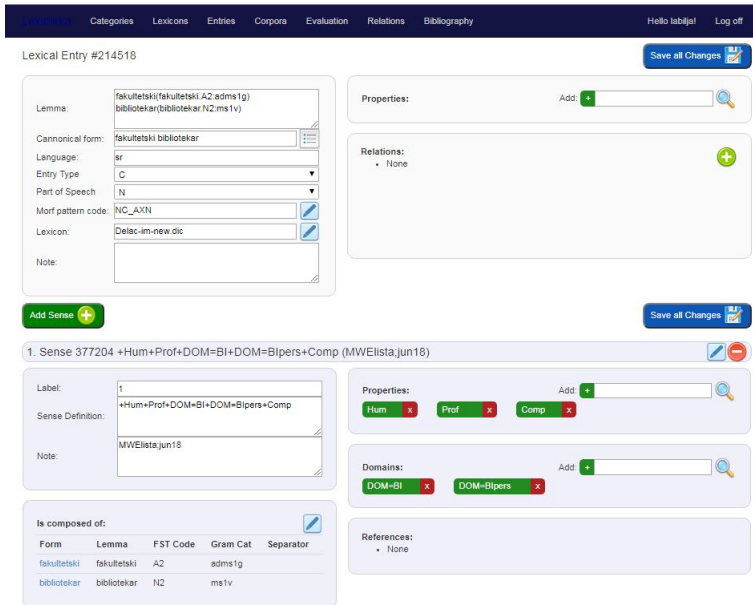 Categories Lexicons Entries Corpora Evaluation Relations Bibliography Hello labilja! Log off
Lexical Entry #214518 Save all Changes
Lemma: fakultetski(fakultetski.A2:adms1g)
bibliotekar(bibliotekar.N2:ms1v)
Cannonical form: fakultetski bibliotekar
Language: sr
Entry Type C
Part of Speech N
Morf pattern code: NC_AXN
Lexicon: Delac-im-new.dic
Note:
Properties: Add: +
Relations:
• None
Add Sense Save all Changes
1. Sense 377204 +Hum+Prof+DOM=BI+DOM=BIpers+Comp (MWElista;jun18)
Label: 1
Sense Definition: +Hum+Prof+DOM=BI+DOM=BIpers+Comp
Note: MWElista;jun18
Properties: Add: +
Hum x Prof x Comp x
Domains: Add: +
DOM=BI x DOM=BIpers x
Is composed of:
Form Lemma FST Code Gram Cat Separator
fakultetski fakultetski A2 adms1g
bibliotekar bibliotekar N2 ms1v
References:
• None